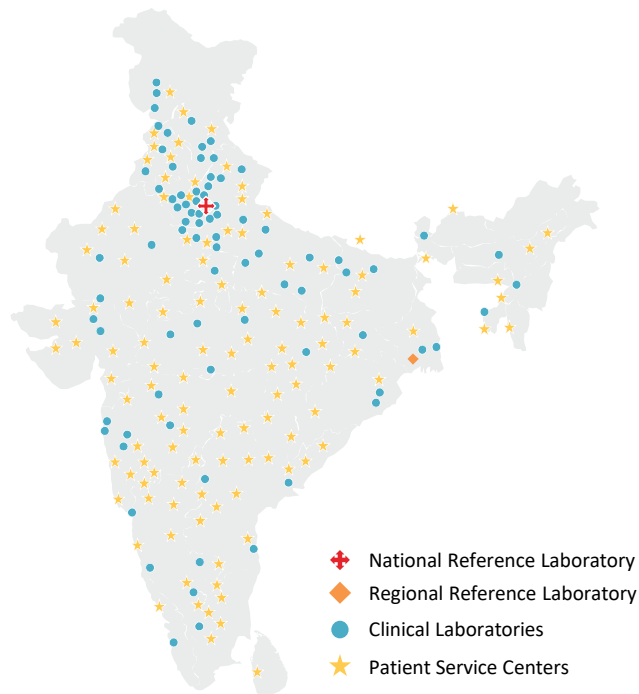 National Reference Laboratory
Regional Reference Laboratory
Clinical Laboratories
Patient Service Centers